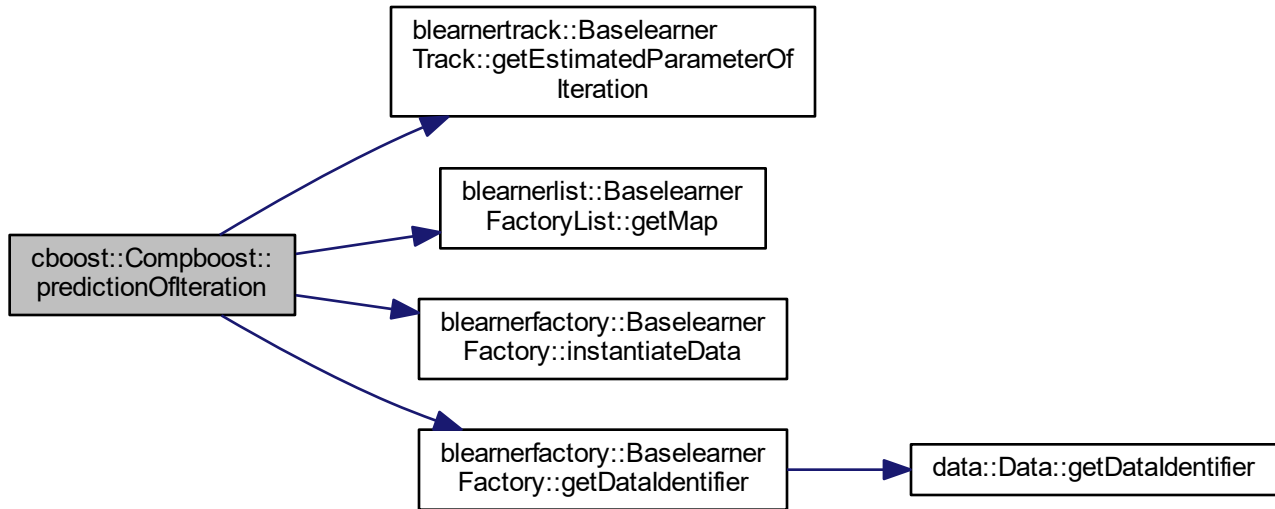 blearnertrack::Baselearner
Track::getEstimatedParameterOf
Iteration
blearnerlist::Baselearner
FactoryList::getMap
cboost::Compboost::
predictionOfIteration
blearnerfactory::Baselearner
Factory::instantiateData
blearnerfactory::Baselearner
Factory::getDataIdentifier
data::Data::getDataIdentifier